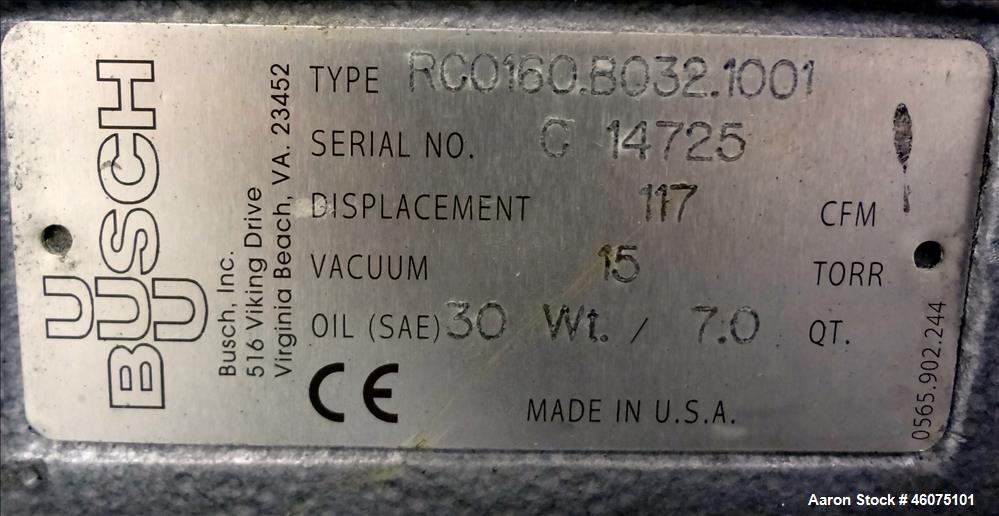 BUSCH
Busch, Inc.
516 Viking Drive
Virginia Beach, VA. 23452
TYPE RC0160.B032.1001
SERIAL NO. C 14725
DISPLACEMENT 117 CFM
VACUUM 15 TORR
OIL (SAE) 30 Wt. / 7.0 QT.
CE
MADE IN U.S.A.
0565.902.244
Aaron Stock # 46075101